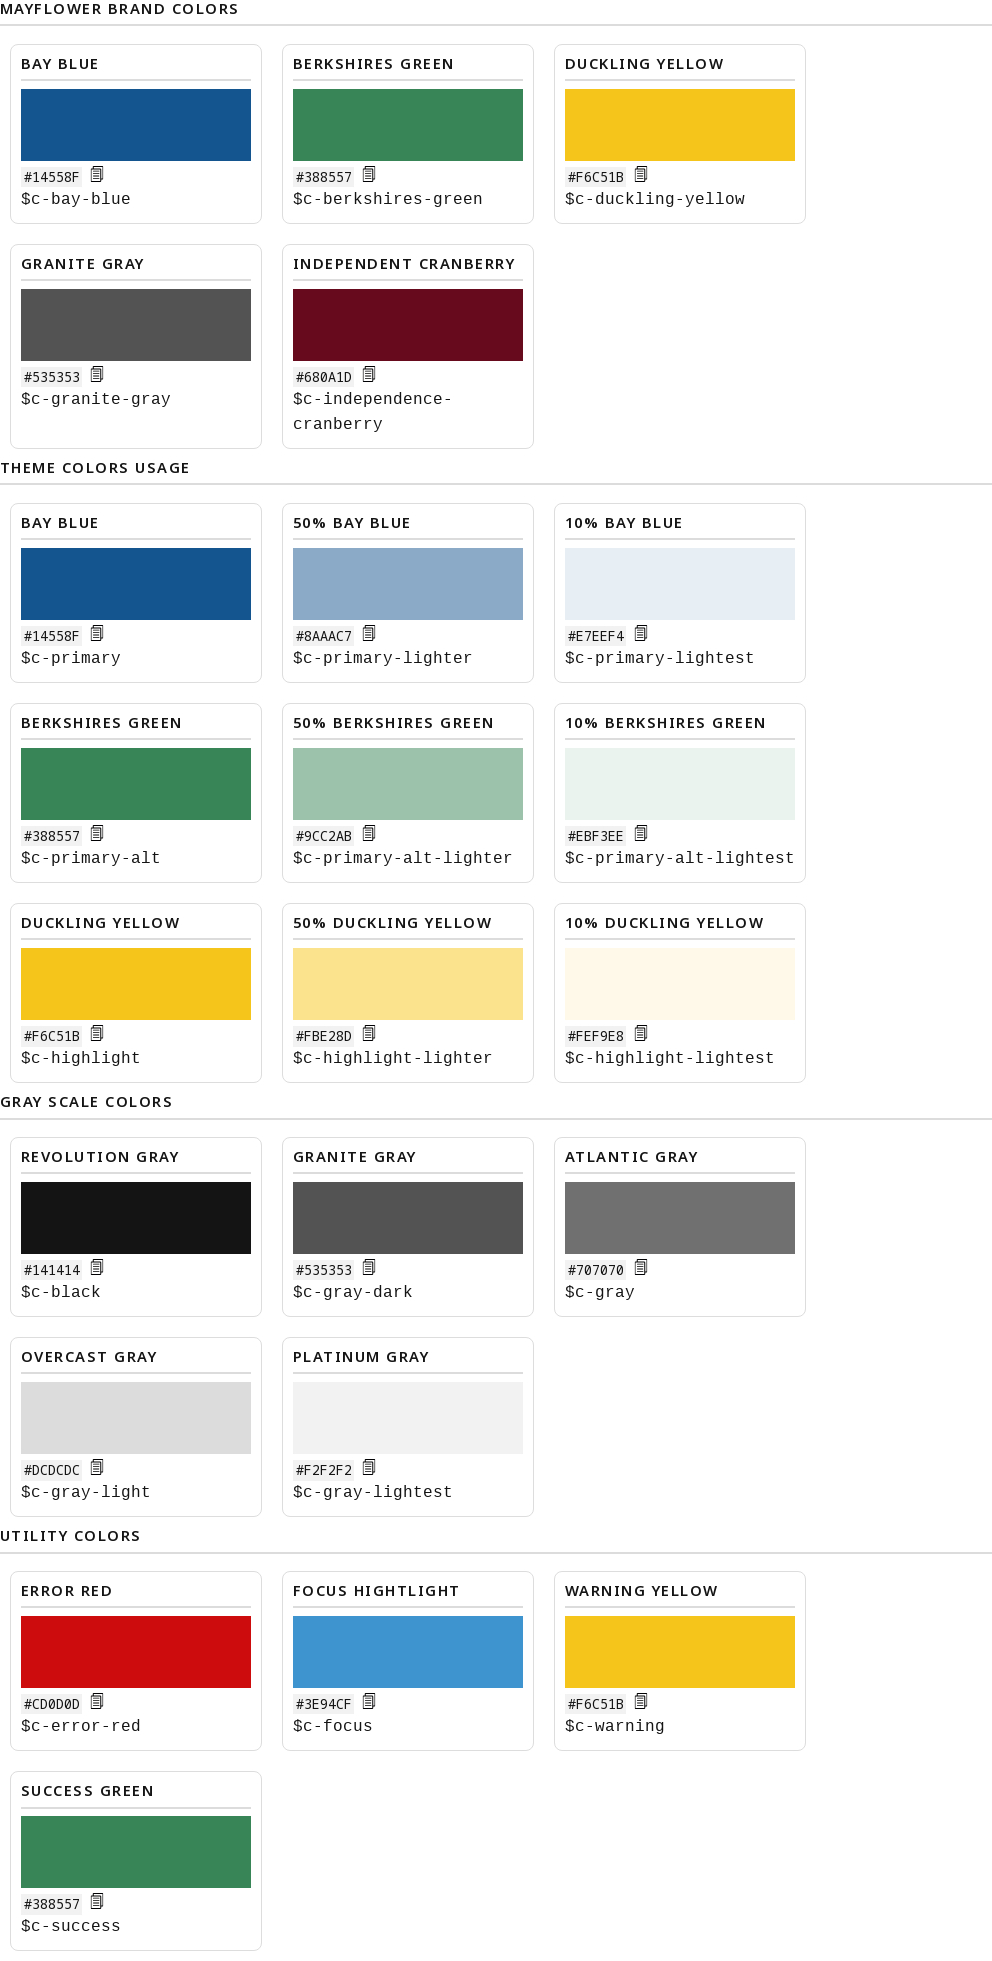 MAYFLOWER BRAND COLORS
BAY BLUE
#14558F
$c-bay-blue
BERKSHIRES GREEN
#388557
$c-berkshires-green
DUCKLING YELLOW
#F6C51B
$c-duckling-yellow
GRANITE GRAY
#535353
$c-granite-gray
INDEPENDENT CRANBERRY
#680A1D
$c-independence-
cranberry
THEME COLORS USAGE
BAY BLUE
#14558F
$c-primary
50% BAY BLUE
#8AAAC7
$c-primary-lighter
10% BAY BLUE
#E7EEF4
$c-primary-lightest
BERKSHIRES GREEN
#388557
$c-primary-alt
50% BERKSHIRES GREEN
#9CC2AB
$c-primary-alt-lighter
10% BERKSHIRES GREEN
#EBF3EE
$c-primary-alt-lightest
DUCKLING YELLOW
#F6C51B
$c-highlight
50% DUCKLING YELLOW
#FBE28D
$c-highlight-lighter
10% DUCKLING YELLOW
#FEF9E8
$c-highlight-lightest
GRAY SCALE COLORS
REVOLUTION GRAY
#141414
$c-black
GRANITE GRAY
#535353
$c-gray-dark
ATLANTIC GRAY
#707070
$c-gray
OVERCAST GRAY
#DCDCDC
$c-gray-light
PLATINUM GRAY
#F2F2F2
$c-gray-lightest
UTILITY COLORS
ERROR RED
#CD0D0D
$c-error-red
FOCUS HIGHTLIGHT
#3E94CF
$c-focus
WARNING YELLOW
#F6C51B
$c-warning
SUCCESS GREEN
#388557
$c-success